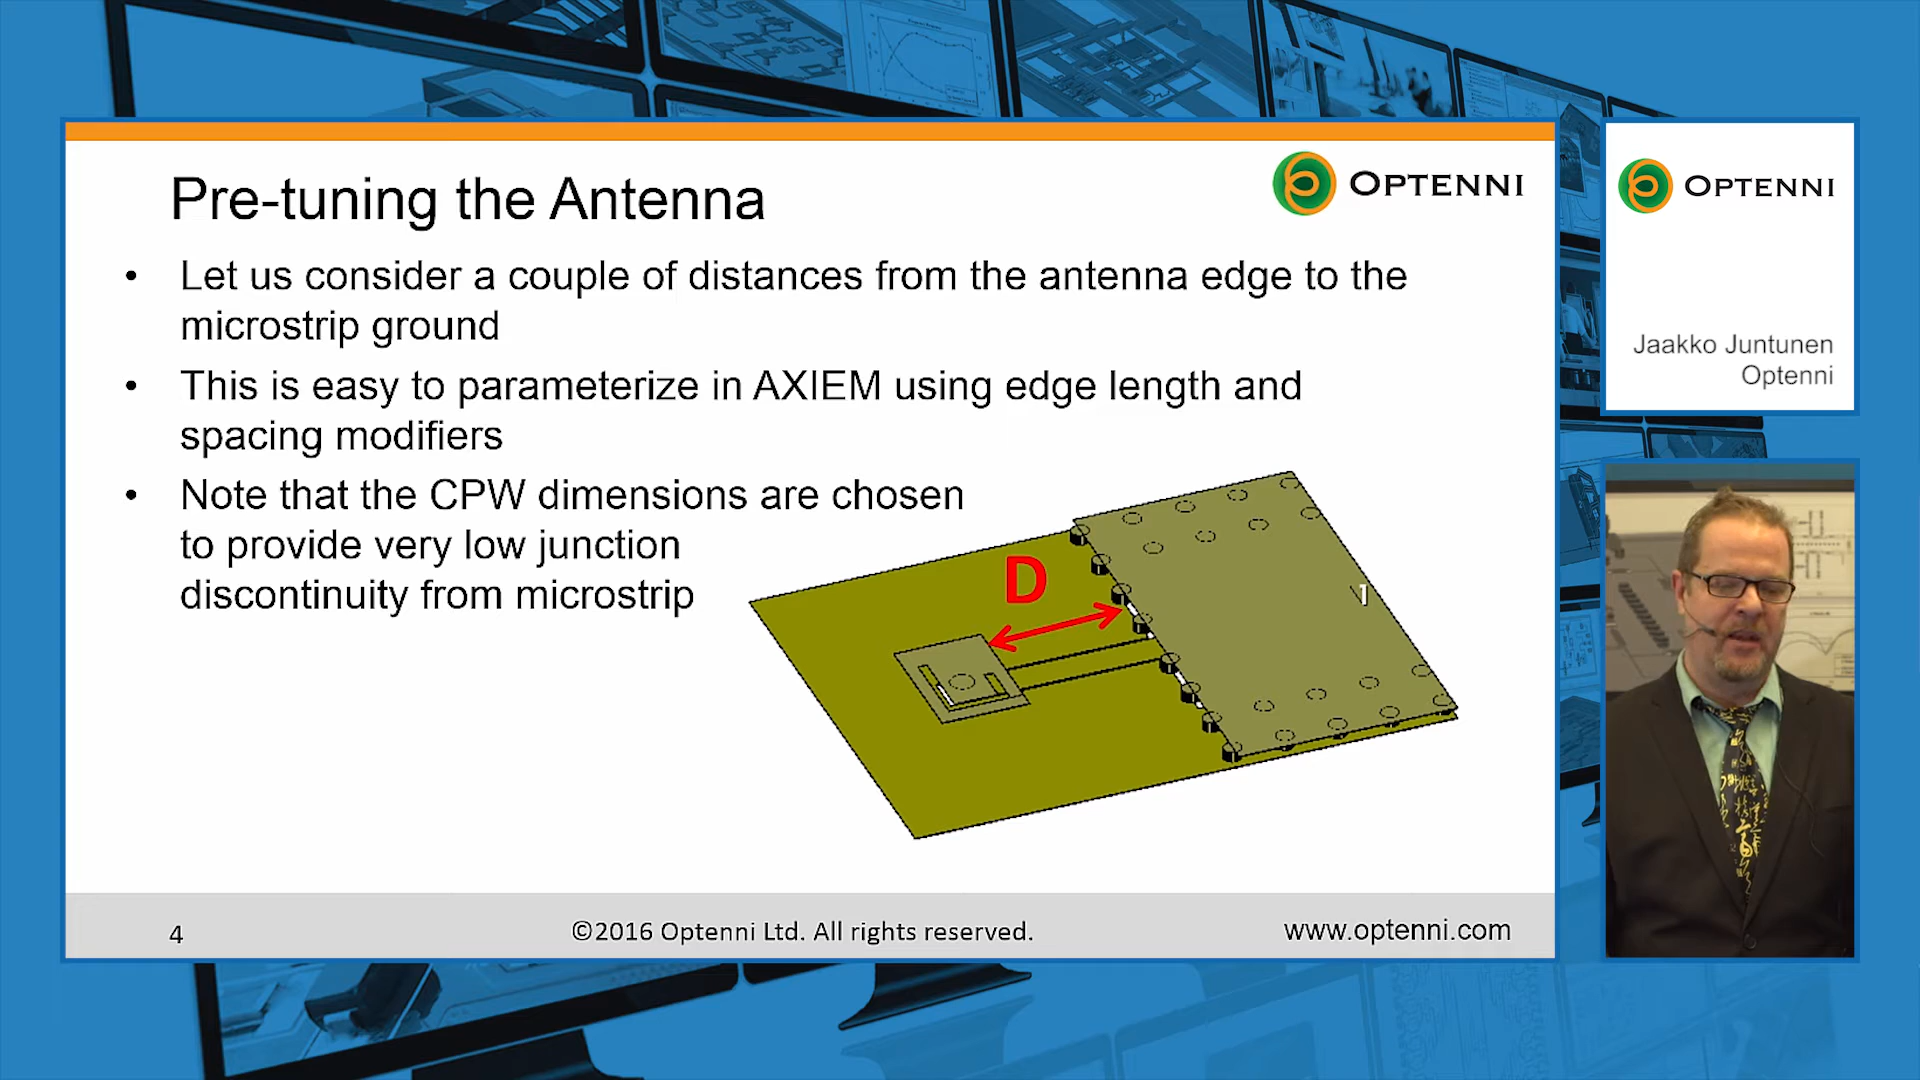 Pre-tuning the Antenna
OPTENNI
• Let us consider a couple of distances from the antenna edge to the
microstrip ground
• This is easy to parameterize in AXIEM using edge length and
spacing modifiers
• Note that the CPW dimensions are chosen
to provide very low junction
discontinuity from microstrip
D
1
4
©2016 Optenni Ltd. All rights reserved.
www.optenni.com
OPTENNI
Jaakko Juntunen
Optenni